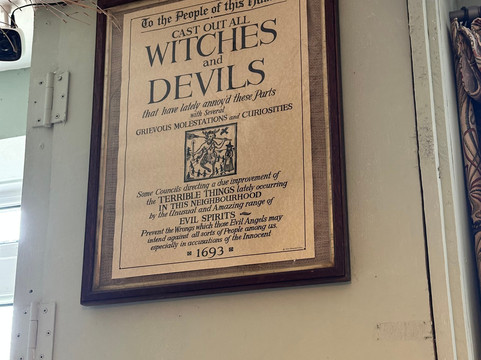 To the People of this
CAST OUT ALL
WITCHES
and
DEVILS
that have lately annoy'd these Parts
with Several
GRIEVOUS MOLESTATIONS and CURIOSITIES
Some Councils directing a due improvement of
the TERRIBLE THINGS lately occurring
IN THIS NEIGHBOURHOOD
by the Unusual and Amazing range of
EVIL SPIRITS
Prevent the Wrongs which those Evil Angels may
intend against all sorts of People among us.
especially in accusations of the Innocent
1693